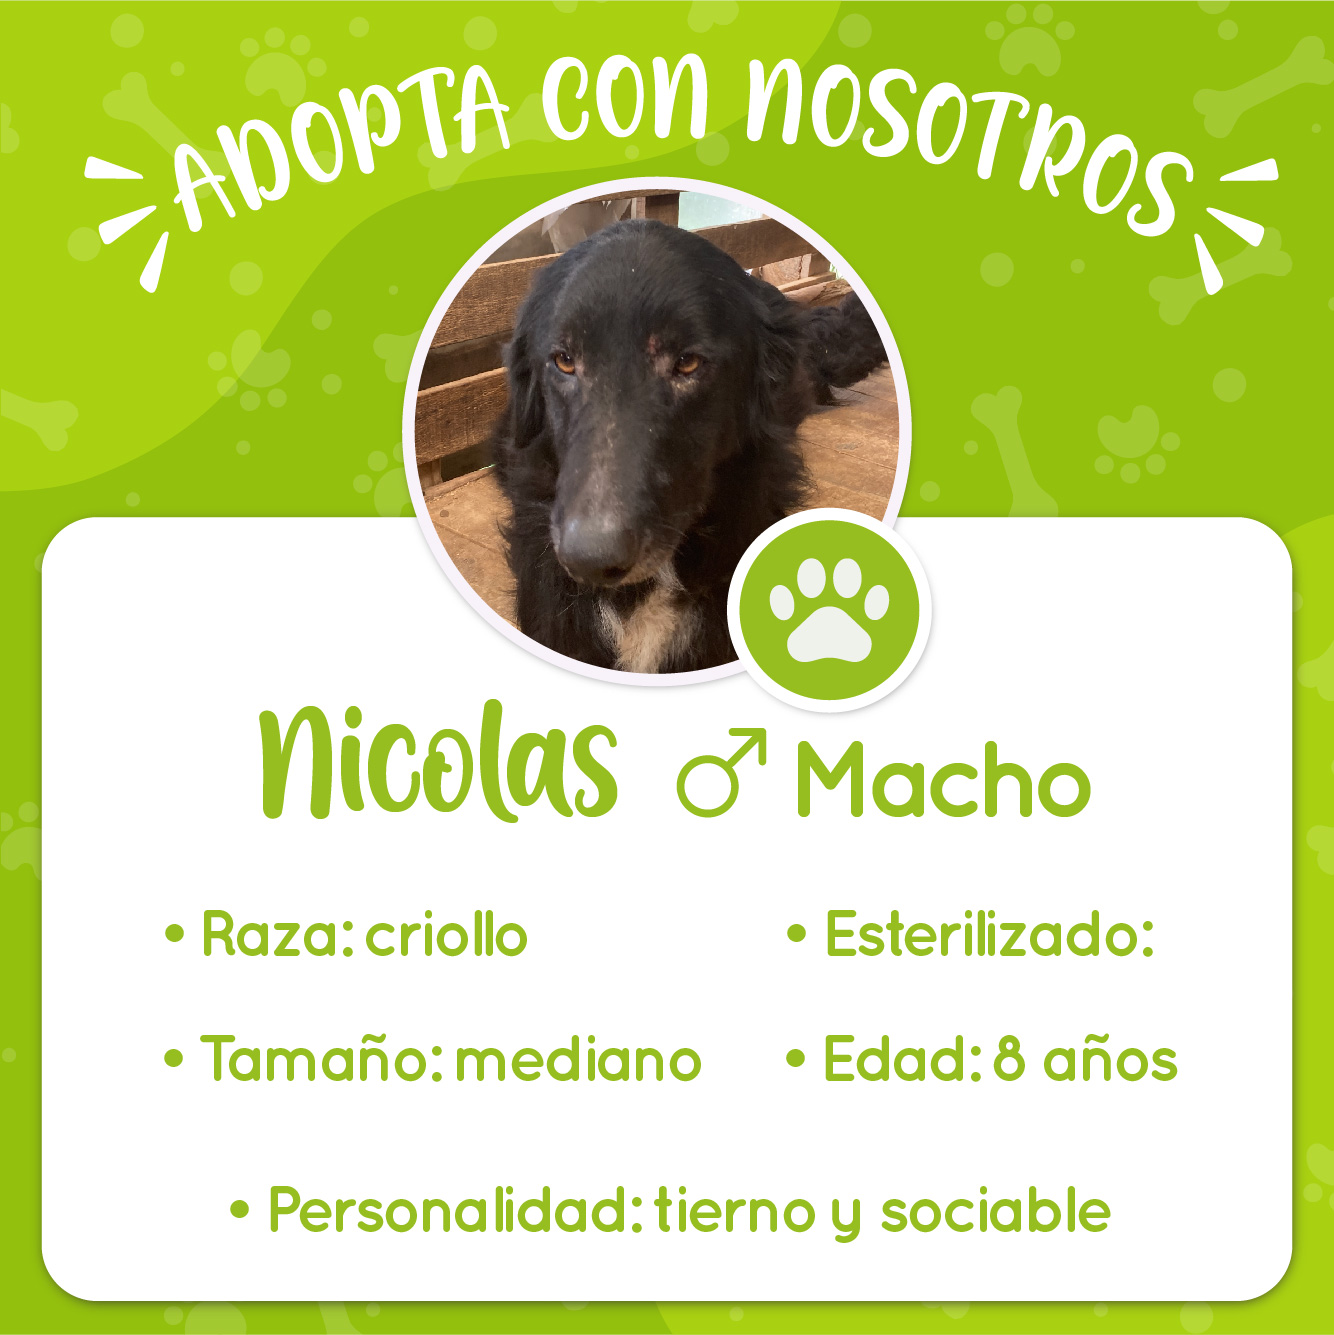 ADOPTA CON NOSOTROS
Nicolas ♂ Macho
• Raza: criollo
• Esterilizado:
• Tamaño: mediano
• Edad: 8 años
• Personalidad: tierno y sociable